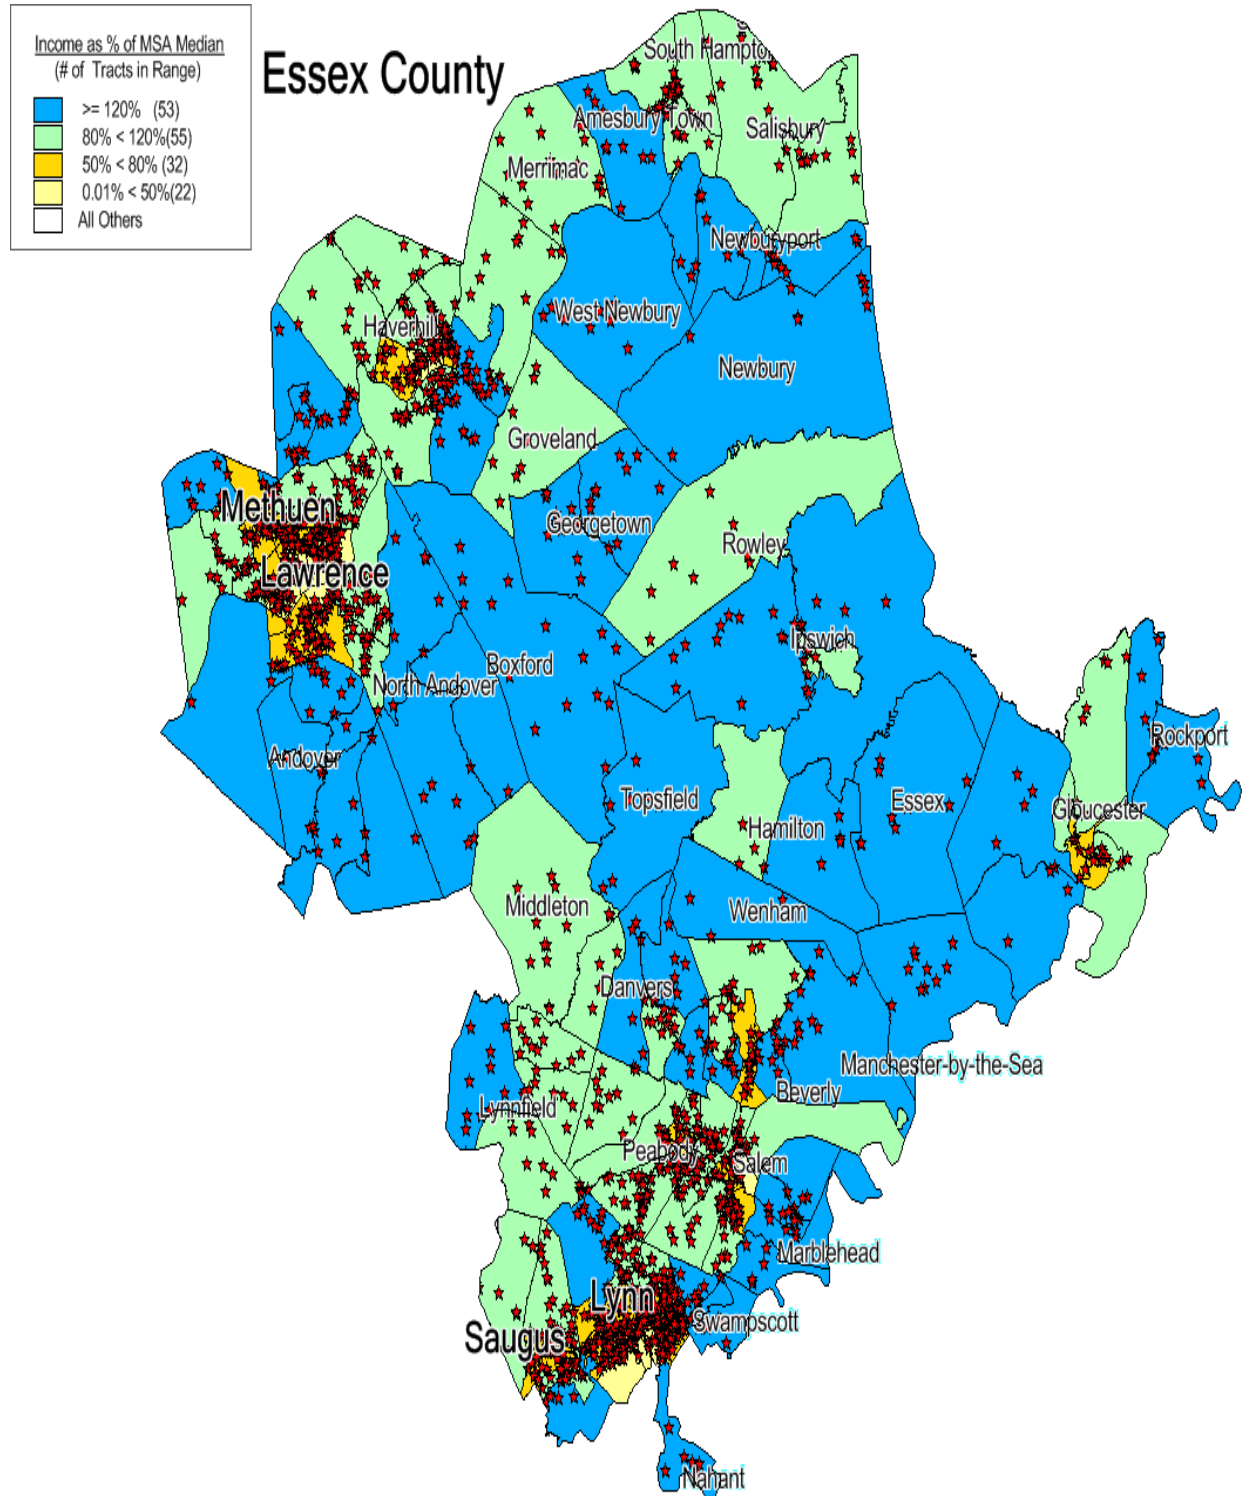 Income as % of MSA Median
(# of Tracts in Range)
>= 120% (53)
80% < 120%(55)
50% < 80% (32)
0.01% < 50%(22)
All Others
Essex County
South Hampto
Amesbury Town
Salisbury
Merrimac
Newburyport
West Newbury
Haverhill
Newbury
Groveland
Methuen
Georgetown
Rowley
Lawrence
Ipswich
Boxford
North Andover
Rockport
Andover
Topsfield
Essex
Gloucester
Hamilton
Middleton
Wenham
Danvers
Manchester-by-the-Sea
Beverly
Lynnfield
Peabody
Salem
Marblehead
Lynn
Swampscott
Saugus
Nahant